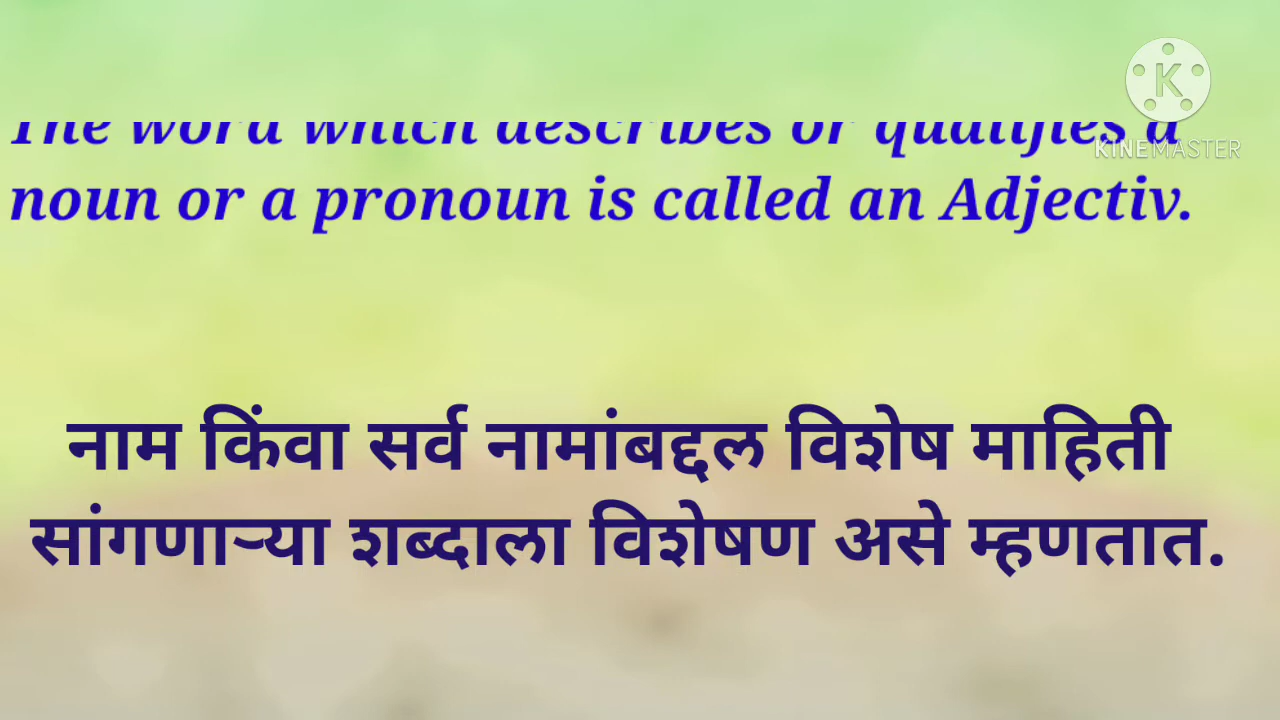 The word which describes or qualifies a
noun or a pronoun is called an Adjectiv.
नाम किंवा सर्व नामांबद्दल विशेष माहिती
सांगणाऱ्या शब्दाला विशेषण असे म्हणतात.
K
KINEMASTER